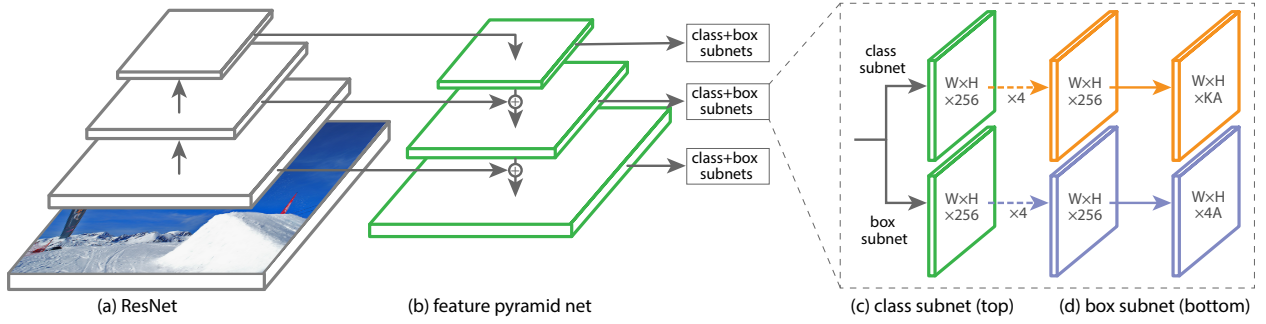 class+box
subnets
class+box
subnets
class+box
subnets
class
subnet
box
subnet
W×H
×256
×4
W×H
×256
W×H
×KA
W×H
×256
×4
W×H
×256
W×H
×4A
(a) ResNet
(b) feature pyramid net
(c) class subnet (top)
(d) box subnet (bottom)